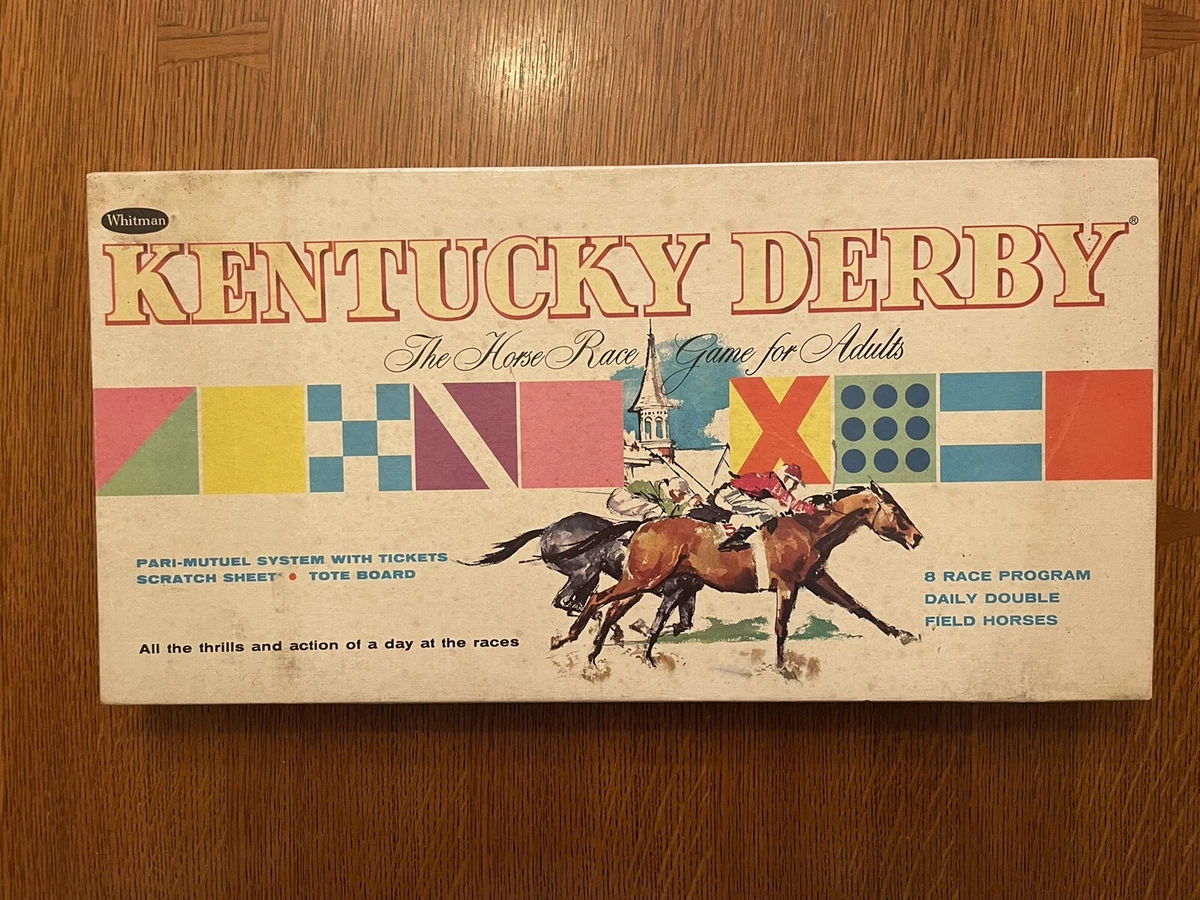 Whitman
KENTUCKY DERBY®
The Horse Race Game for Adults
PARI-MUTUEL SYSTEM WITH TICKETS
SCRATCH SHEET • TOTE BOARD
All the thrills and action of a day at the races
8 RACE PROGRAM
DAILY DOUBLE
FIELD HORSES